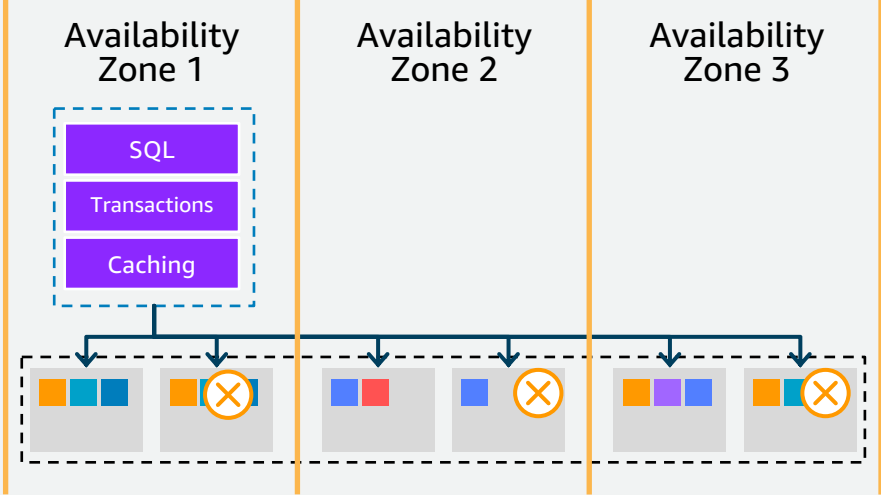 Availability
Zone 1
Availability
Zone 2
Availability
Zone 3
SQL
Transactions
Caching